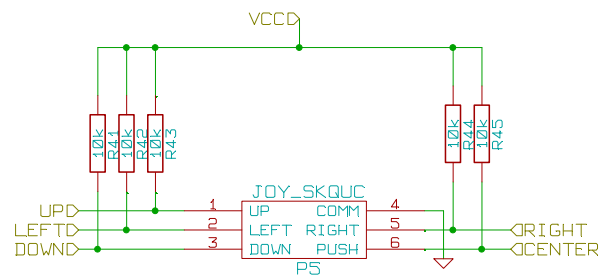 VCC
10k R41 10k R42 10k R43 10k R44 10k R45
JOY_SKQUC
UP 1 UP COMM 4
LEFT 2 LEFT RIGHT 5 RIGHT
DOWN 3 DOWN PUSH 6 CENTER
P5